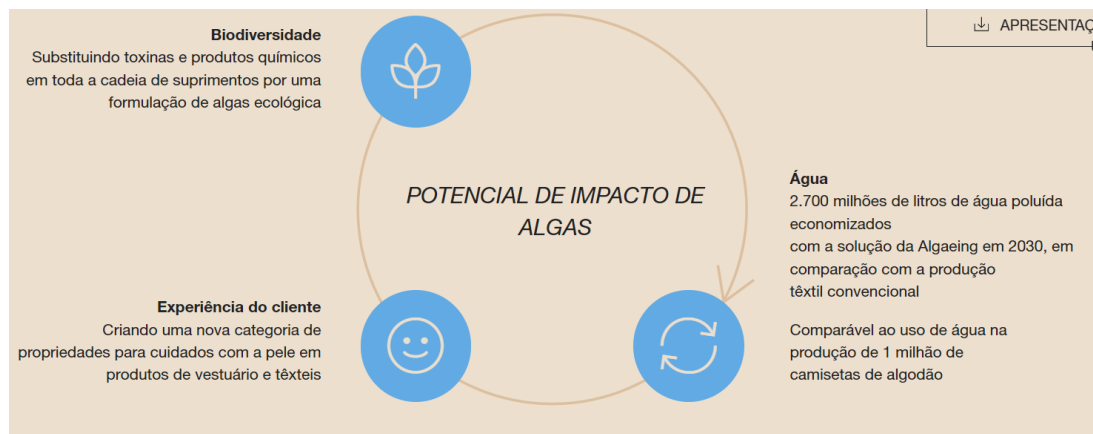 APRESENTAÇ
Biodiversidade
Substituindo toxinas e produtos químicos
em toda a cadeia de suprimentos por uma
formulação de algas ecológica
POTENCIAL DE IMPACTO DE
ALGAS
Água
2.700 milhões de litros de água poluída
economizados
com a solução da Algaeing em 2030, em
comparação com a produção
têxtil convencional
Comparável ao uso de água na
produção de 1 milhão de
camisetas de algodão
Experiência do cliente
Criando uma nova categoria de
propriedades para cuidados com a pele em
produtos de vestuário e têxteis